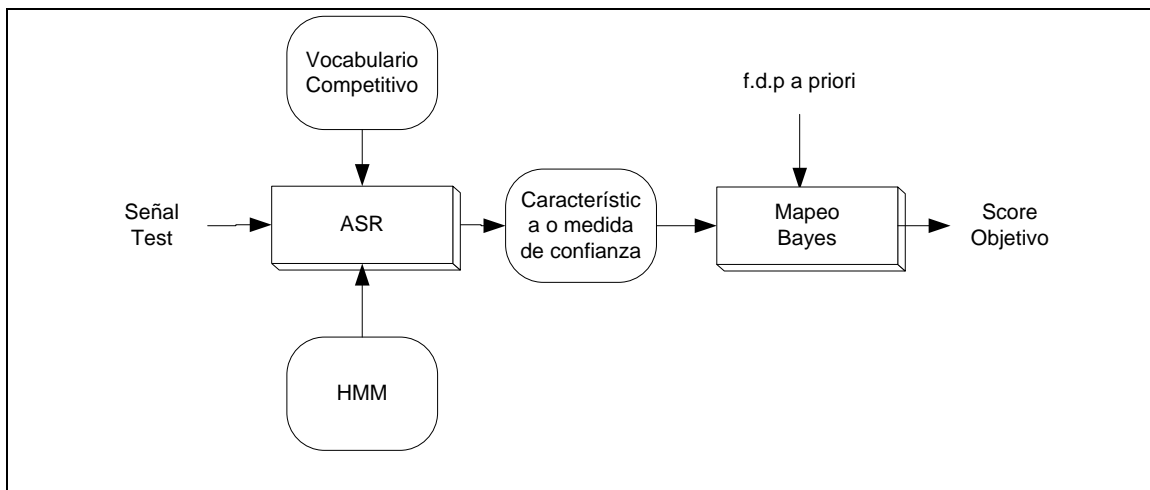 Vocabulario
Competitivo
f.d.p a priori
Señal
Test
ASR
Característic
a o medida
de confianza
Mapeo
Bayes
Score
Objetivo
HMM